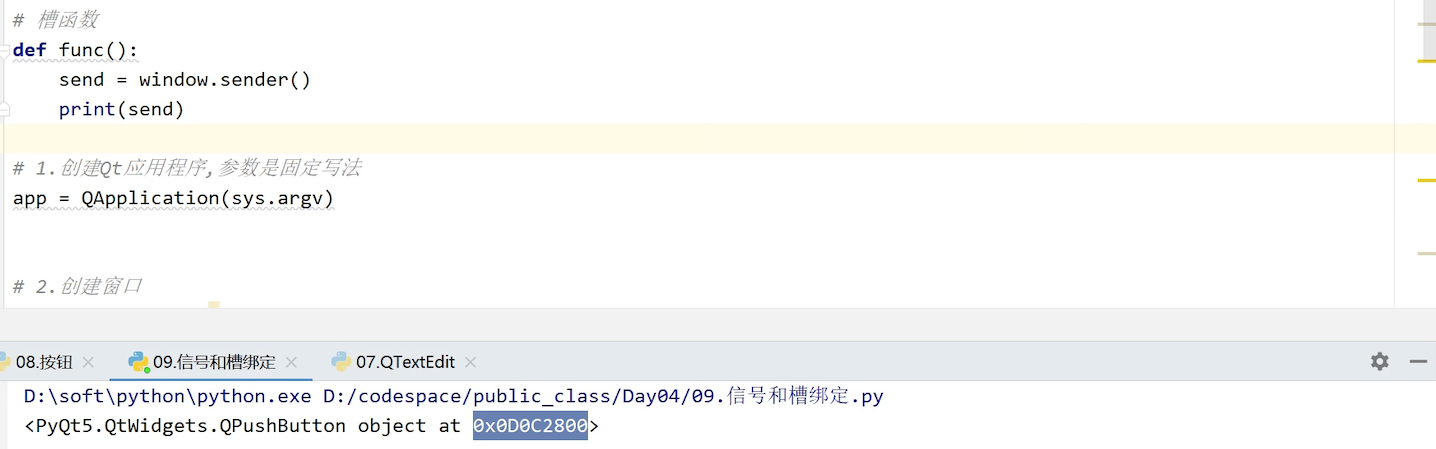 # 槽函数
def func():
    send = window.sender()
    print(send)
# 1.创建Qt应用程序,参数是固定写法
app = QApplication(sys.argv)
# 2.创建窗口
08.按钮 09.信号和槽绑定 07.QTextEdit
D:\soft\python\python.exe D:/codespace/public_class/Day04/09.信号和槽绑定.py
<PyQt5.QtWidgets.QPushButton object at 0x0D0C2800>